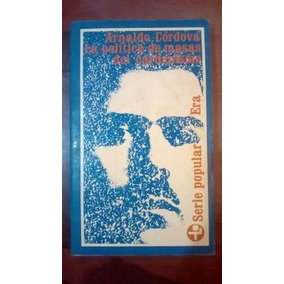 Arnaldo Córdova
La política de masas
del cardenismo
Serie popular Era